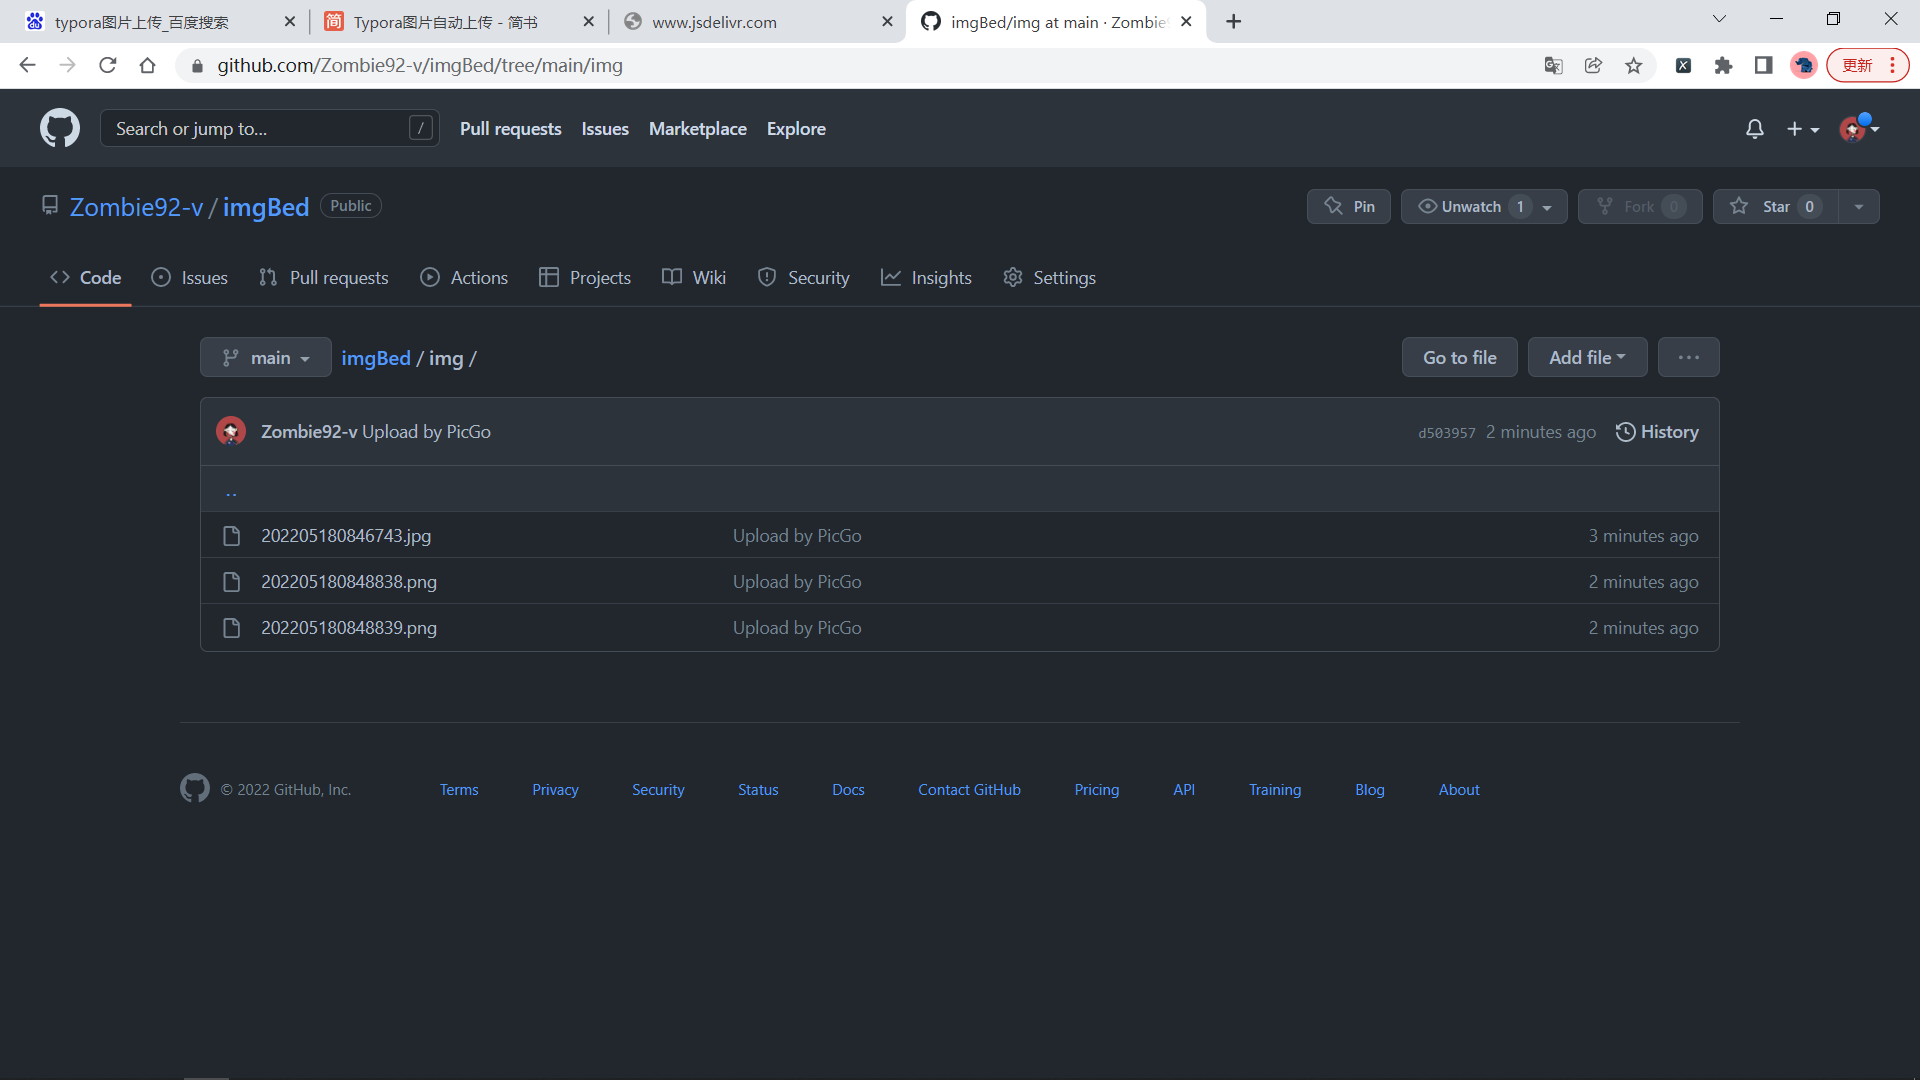 typora图片上传_百度搜索
简 Typora图片自动上传 - 简书
www.jsdelivr.com
imgBed/img at main · Zombie
github.com/Zombie92-v/imgBed/tree/main/img
更新
Search or jump to... /
Pull requests Issues Marketplace Explore
Zombie92-v / imgBed Public
Pin Unwatch 1 Fork 0 Star 0
Code Issues Pull requests Actions Projects Wiki Security Insights Settings
main imgBed / img /
Go to file Add file ...
Zombie92-v Upload by PicGo d503957 2 minutes ago History
..
202205180846743.jpg Upload by PicGo 3 minutes ago
202205180848838.png Upload by PicGo 2 minutes ago
202205180848839.png Upload by PicGo 2 minutes ago
© 2022 GitHub, Inc. Terms Privacy Security Status Docs Contact GitHub Pricing API Training Blog About